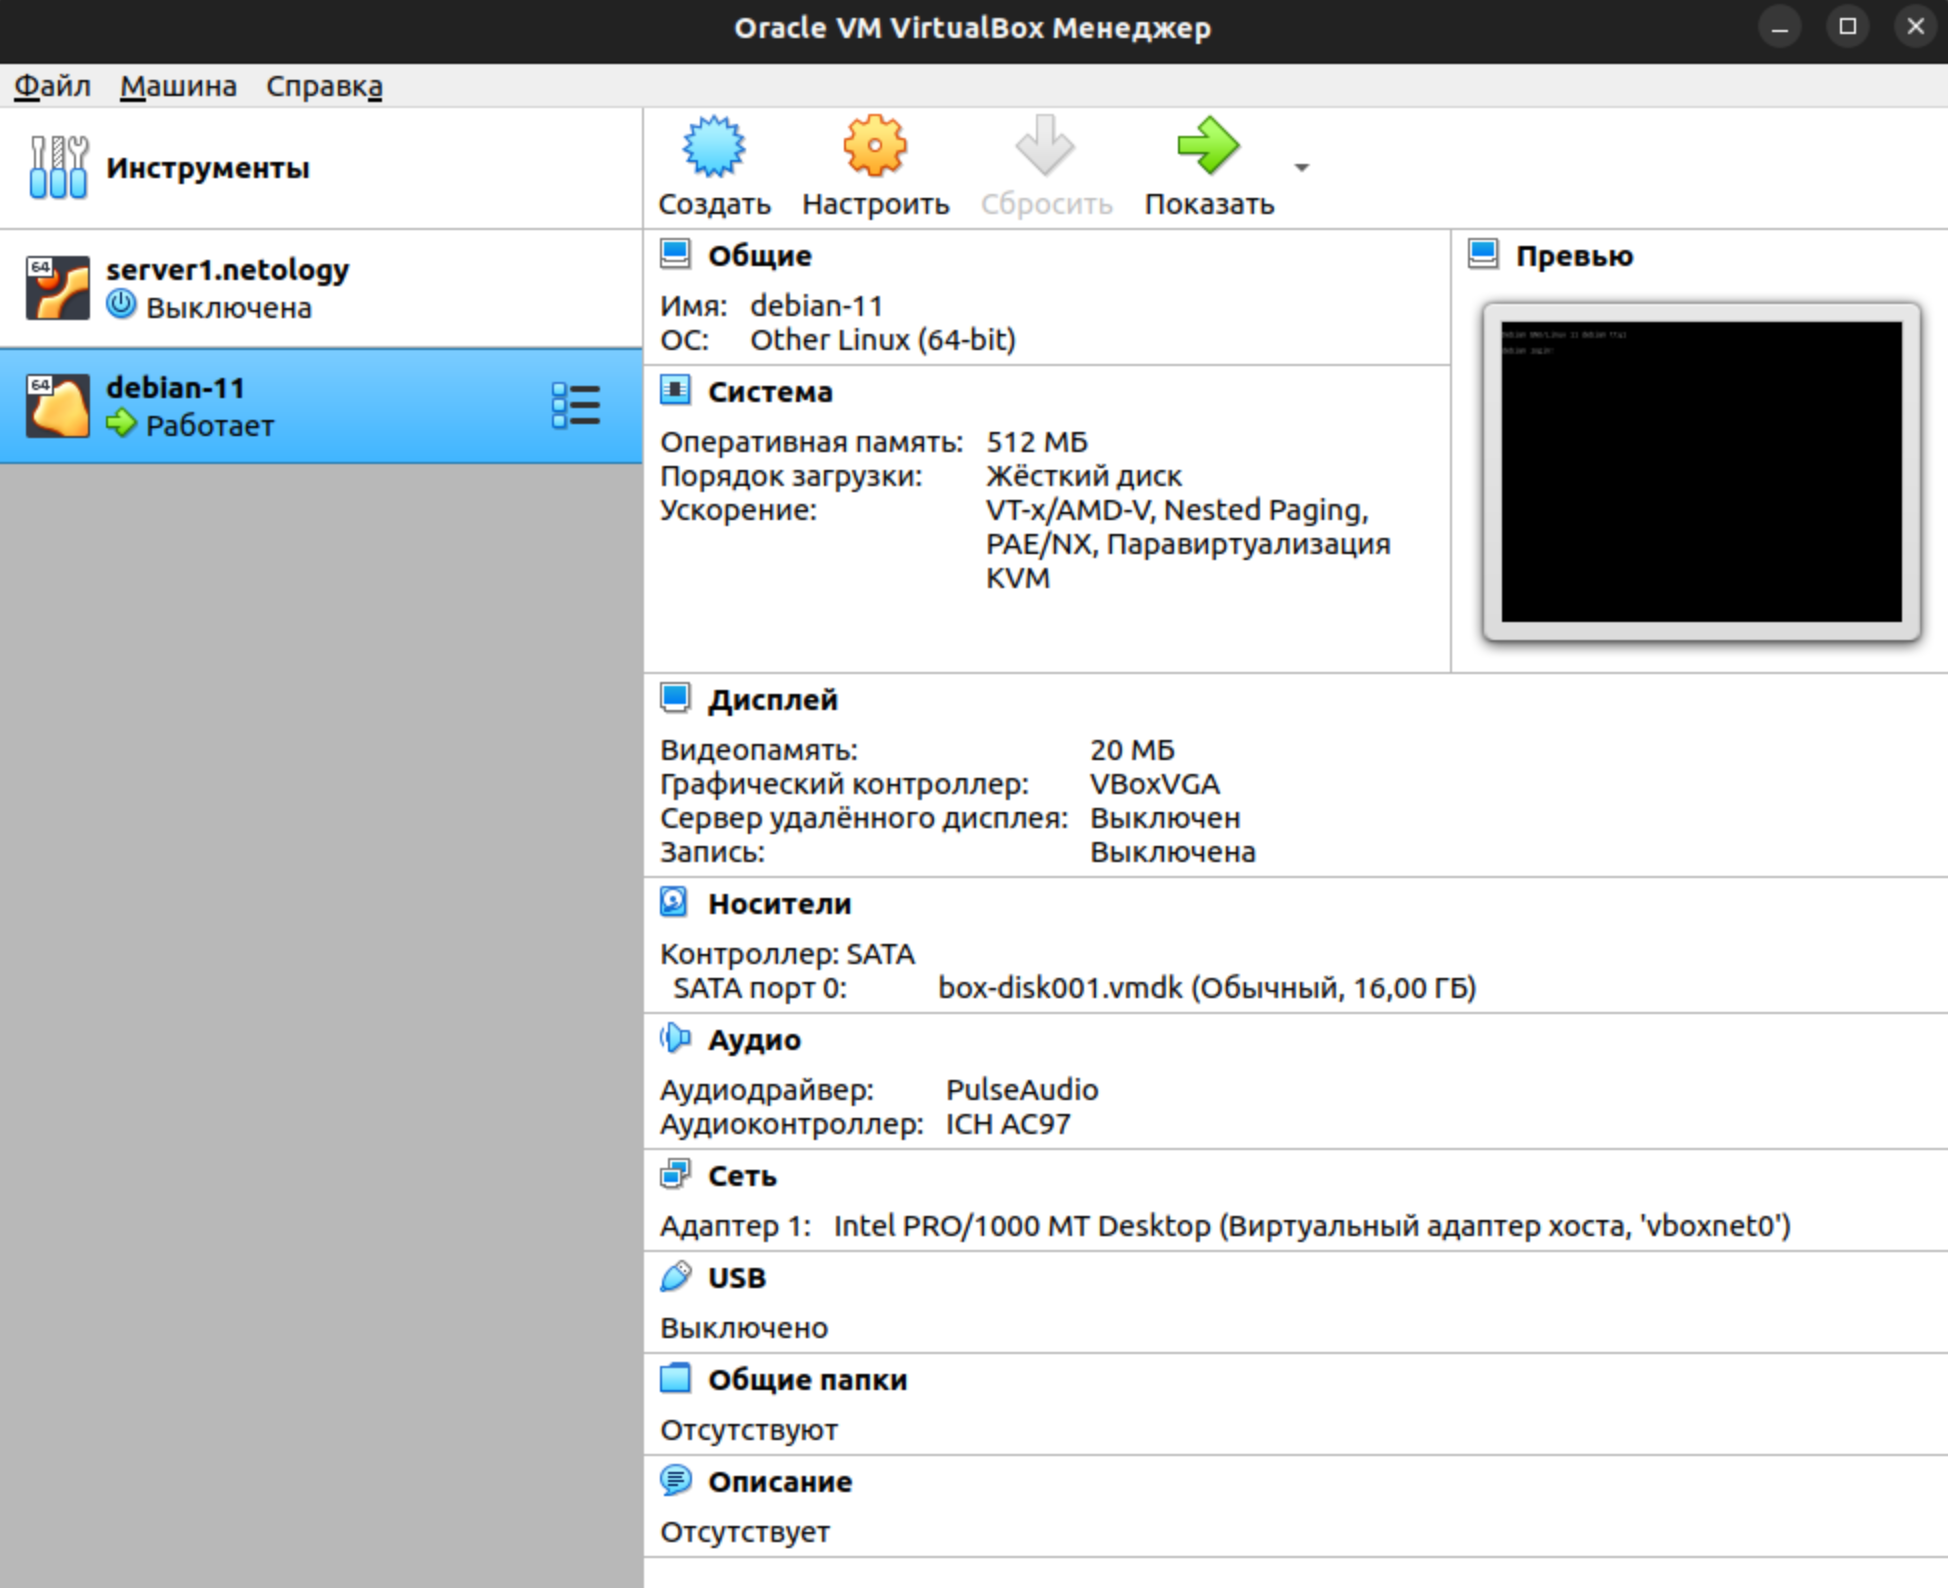 Oracle VM VirtualBox Менеджер
Файл Машина Справка
Инструменты
Создать Настроить Сбросить Показать
64
server1.netology
Выключена
64
debian-11
Работает
Общие
Имя: debian-11
ОС: Other Linux (64-bit)
Превью
Система
Оперативная память: 512 МБ
Порядок загрузки: Жёсткий диск
Ускорение: VT-x/AMD-V, Nested Paging,
PAE/NX, Паравиртуализация
KVM
Дисплей
Видеопамять: 20 МБ
Графический контроллер: VBoxVGA
Сервер удалённого дисплея: Выключен
Запись: Выключена
Носители
Контроллер: SATA
SATA порт 0: box-disk001.vmdk (Обычный, 16,00 ГБ)
Аудио
Аудиодрайвер: PulseAudio
Аудиоконтроллер: ICH AC97
Сеть
Адаптер 1: Intel PRO/1000 MT Desktop (Виртуальный адаптер хоста, 'vboxnet0')
USB
Выключено
Общие папки
Отсутствуют
Описание
Отсутствует